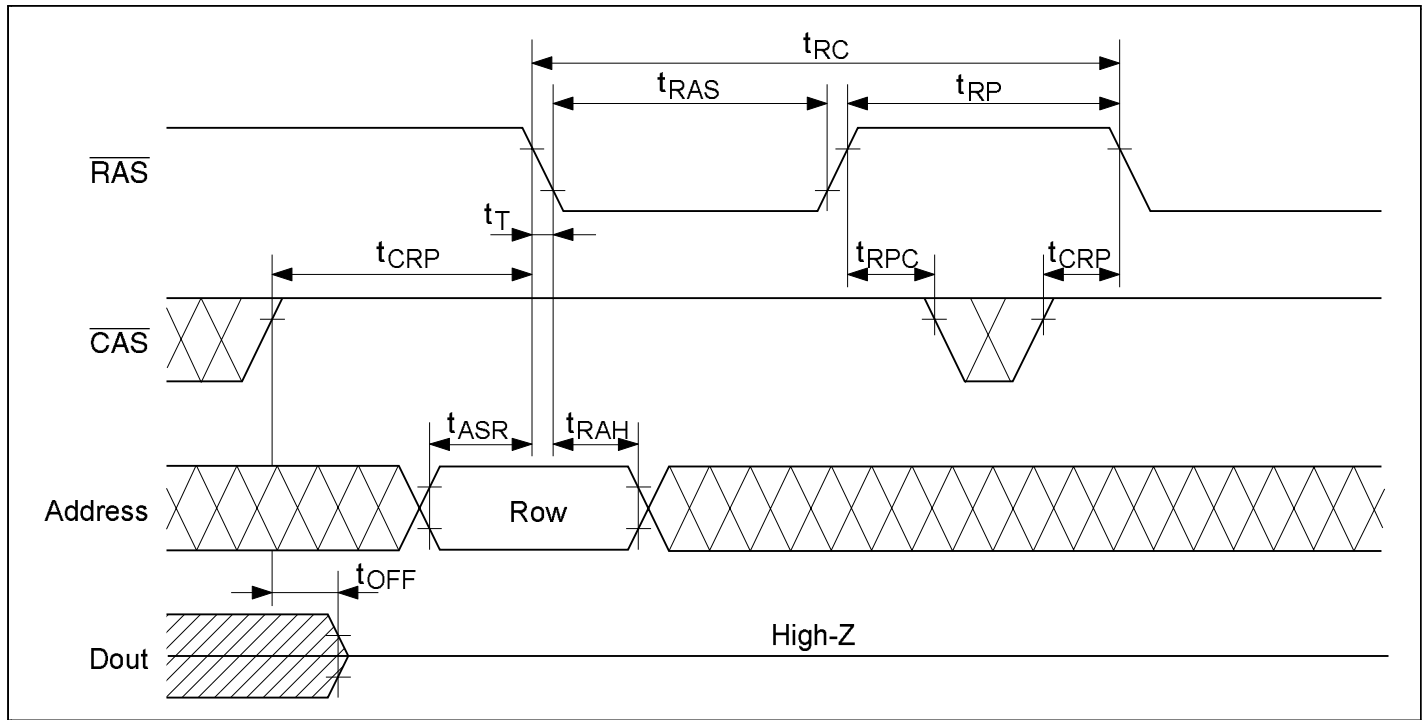 tRC
tRAS
tRP
RAS
tT
tCRP
tRPC
tCRP
CAS
tASR
tRAH
Address
Row
tOFF
High-Z
Dout